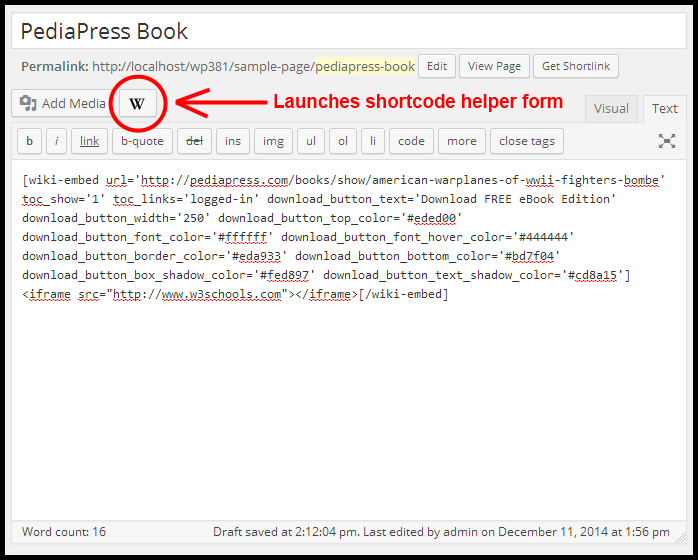 PediaPress Book
Permalink: http://localhost/wp381/sample-page/pediapress-book Edit View Page Get Shortlink
Add Media W Launches shortcode helper form Visual Text
b i link b-quote del ins img ul ol li code more close tags
[wiki-embed url='http://pediapress.com/books/show/american-warplanes-of-wwii-fighters-bombe'
toc_show='1' toc_links='logged-in' download_button_text='Download FREE eBook Edition'
download_button_width='250' download_button_top_color='#eded00'
download_button_font_color='#ffffff' download_button_font_hover_color='#444444'
download_button_border_color='#eda933' download_button_bottom_color='#bd7f04'
download_button_box_shadow_color='#fed897' download_button_text_shadow_color='#cd8a15']
<iframe src="http://www.w3schools.com"></iframe>[/wiki-embed]
Word count: 16 Draft saved at 2:12:04 pm. Last edited by admin on December 11, 2014 at 1:56 pm